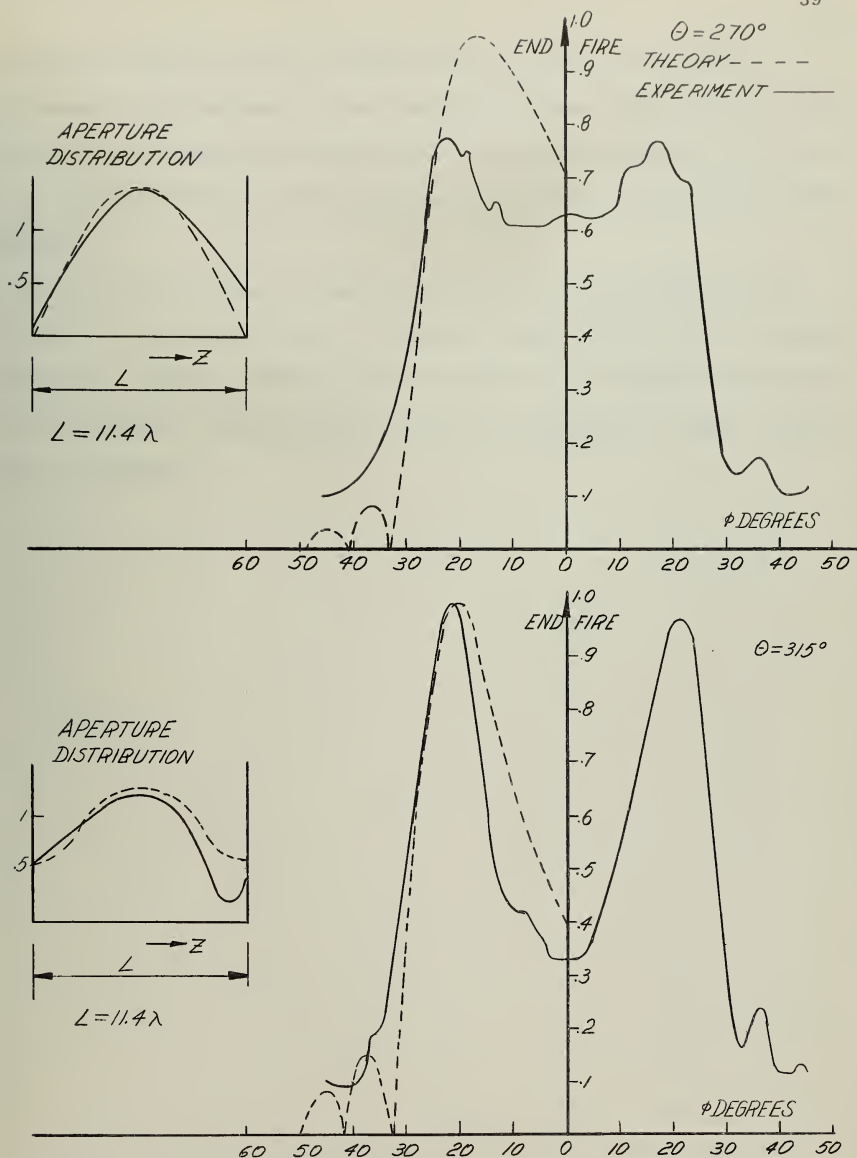 39
1.0
END FIRE
Θ=270°
THEORY- - - -
EXPERIMENT ——
.9
.8
.7
.6
.5
.4
.3
.2
.1
APERTURE
DISTRIBUTION
1
.5
→Z
L
L=11.4λ
φ DEGREES
60 50 40 30 20 10 0 10 20 30 40 50
1.0
END FIRE
Θ=315°
.9
.8
.7
.6
.5
.4
.3
.2
.1
APERTURE
DISTRIBUTION
1
.5
→Z
L
L=11.4λ
φ DEGREES
60 50 40 30 20 10 0 10 20 30 40 50